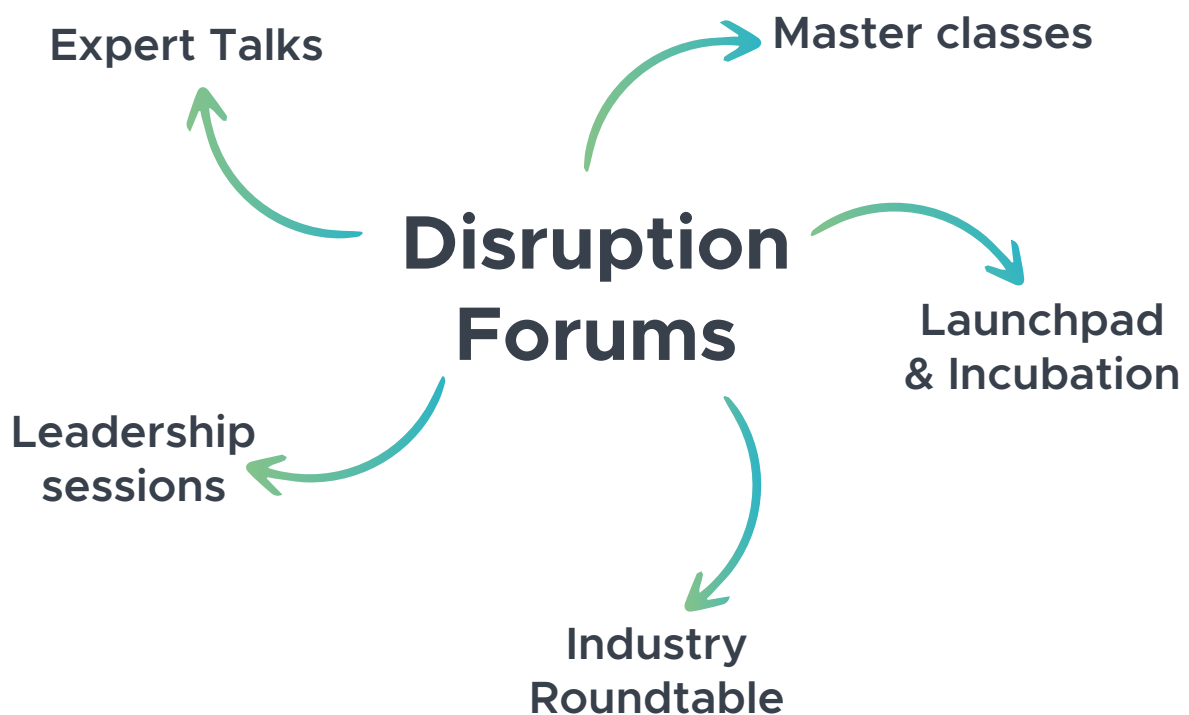 Expert Talks
Master classes
Disruption
Forums
Launchpad
& Incubation
Leadership
sessions
Industry
Roundtable